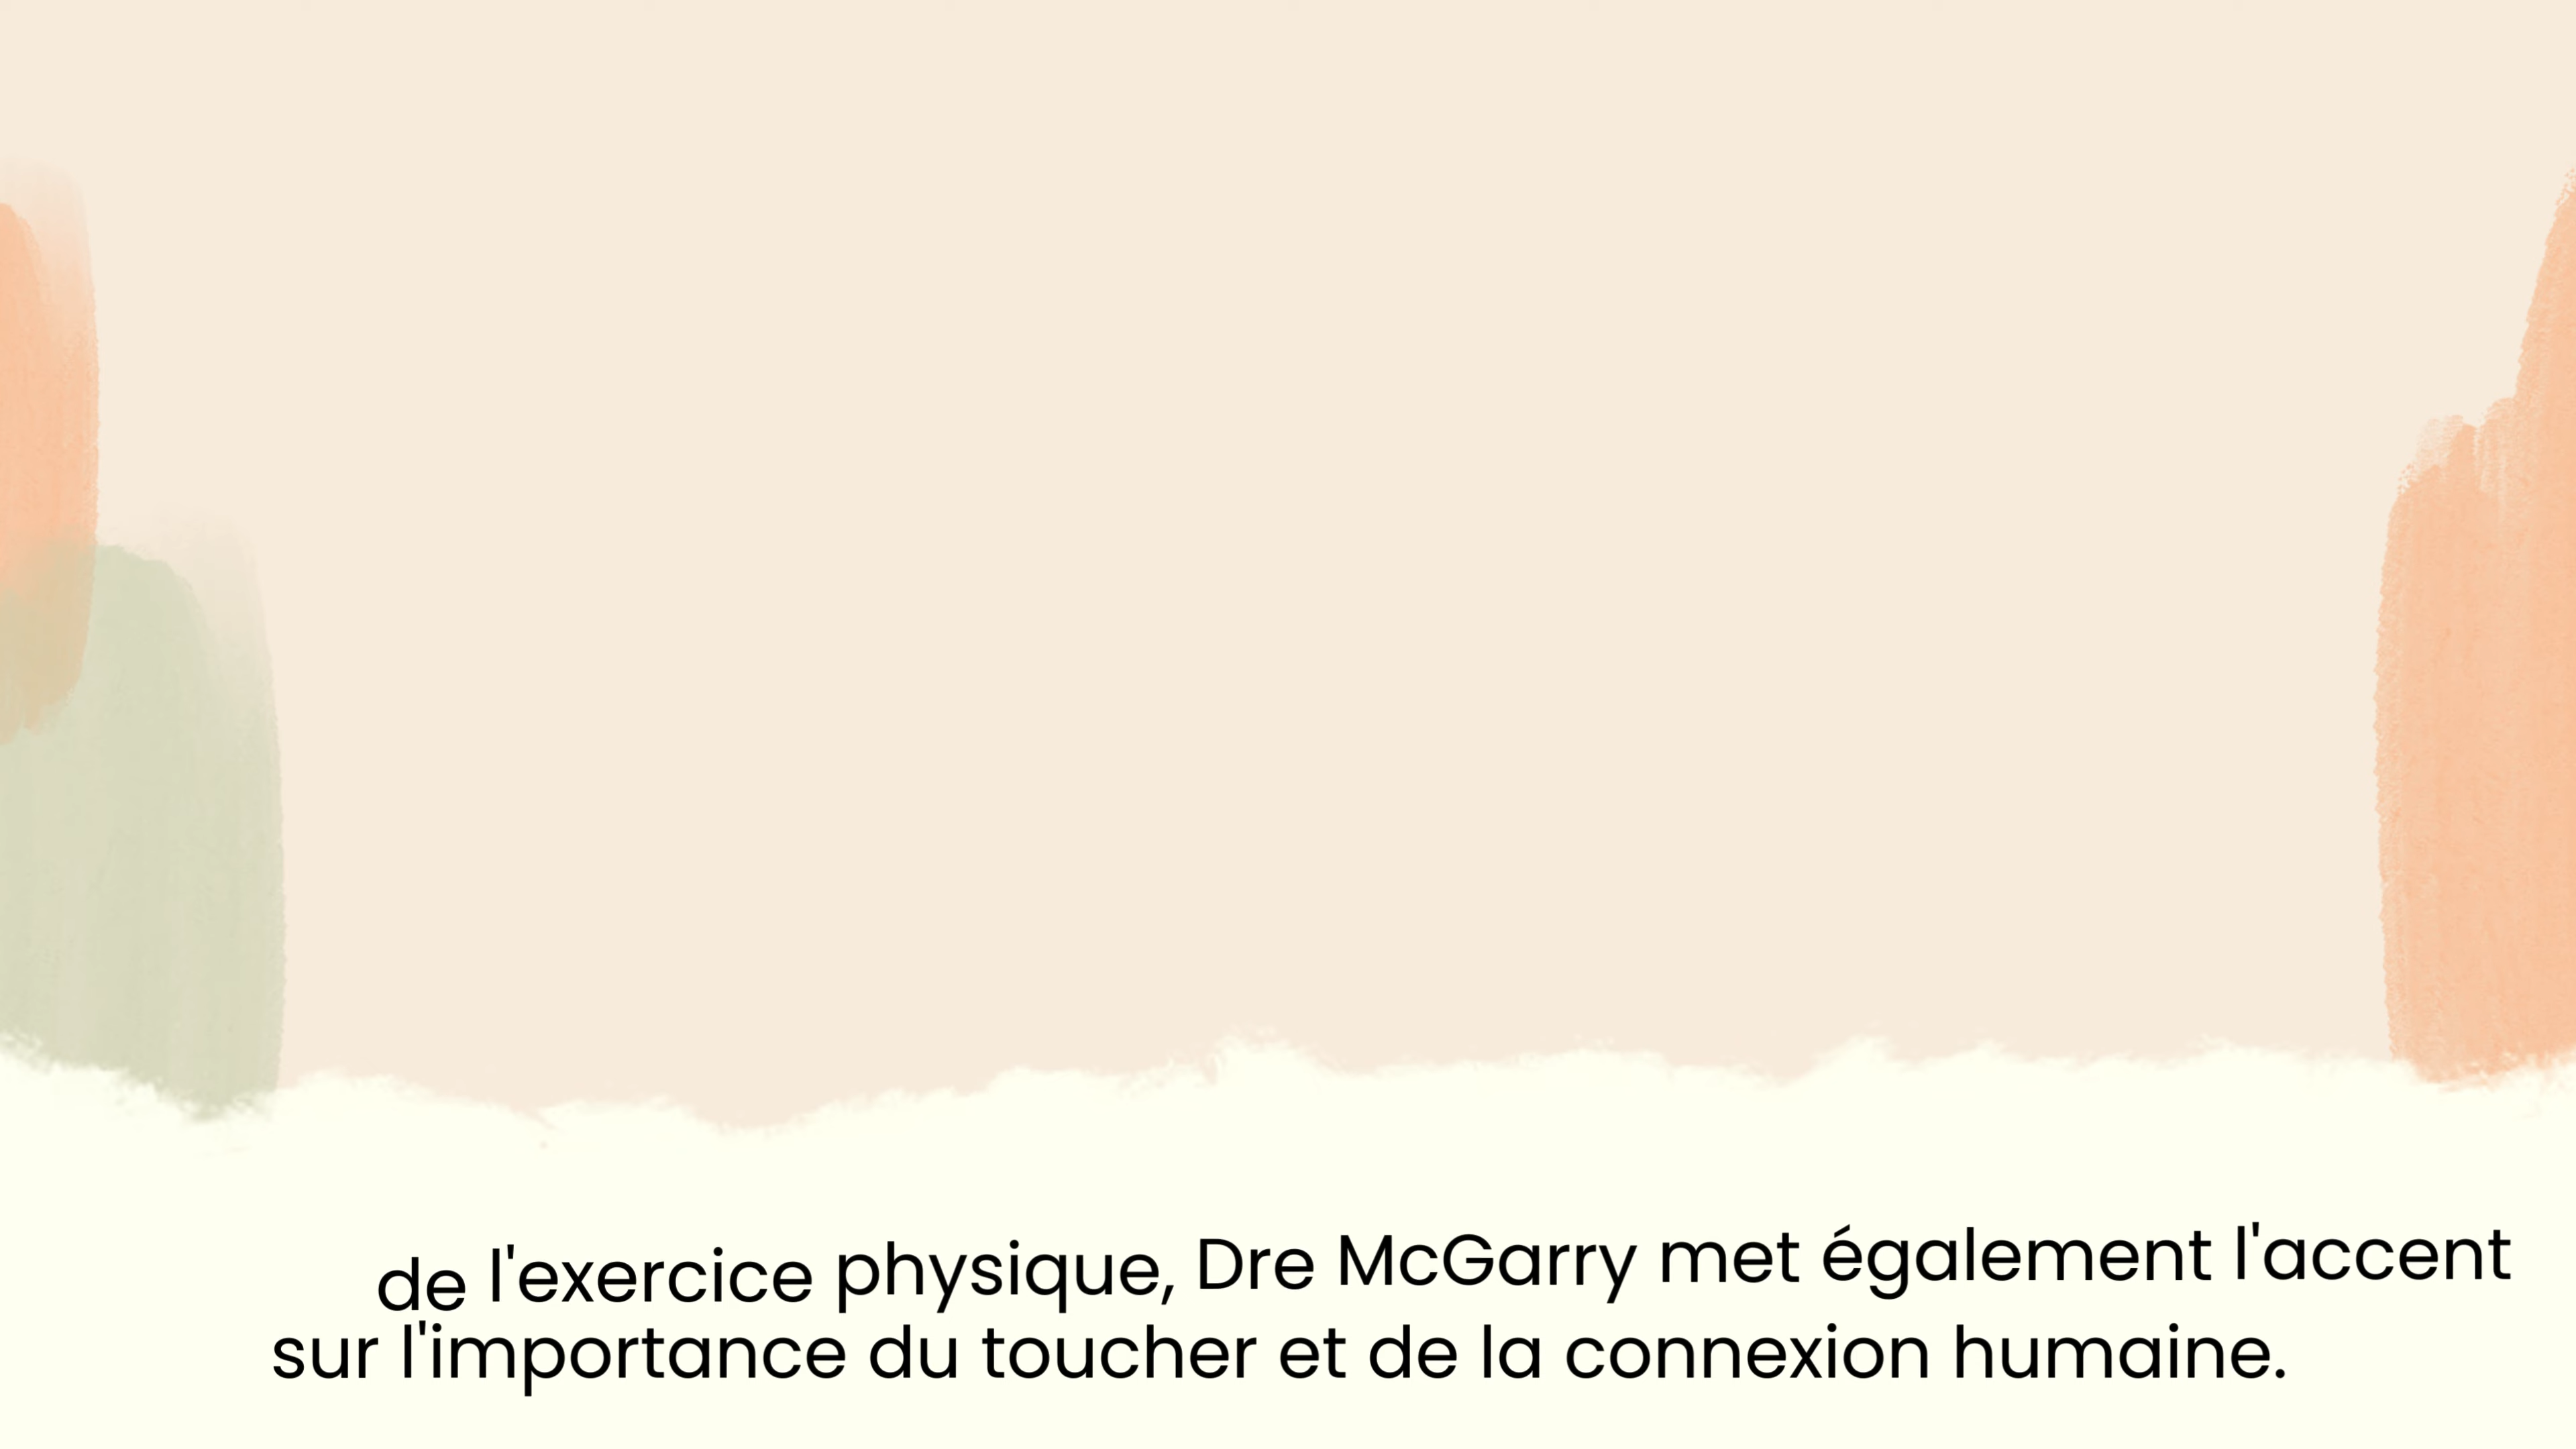 de l'exercice physique, Dre McGarry met également l'accent
sur l'importance du toucher et de la connexion humaine.